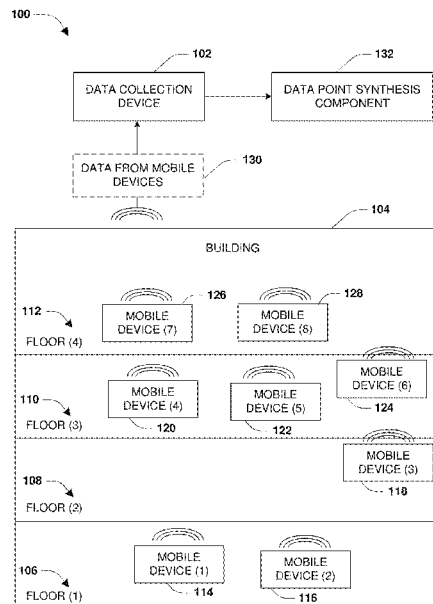 100
102
132
DATA COLLECTION
DEVICE
DATA POINT SYNTHESIS
COMPONENT
DATA FROM MOBILE
DEVICES
130
104
BUILDING
126
128
MOBILE
DEVICE (7)
MOBILE
DEVICE (8)
112
FLOOR (4)
MOBILE
DEVICE (6)
124
MOBILE
DEVICE (4)
120
MOBILE
DEVICE (5)
122
110
FLOOR (3)
MOBILE
DEVICE (3)
118
108
FLOOR (2)
MOBILE
DEVICE (1)
114
MOBILE
DEVICE (2)
116
106
FLOOR (1)